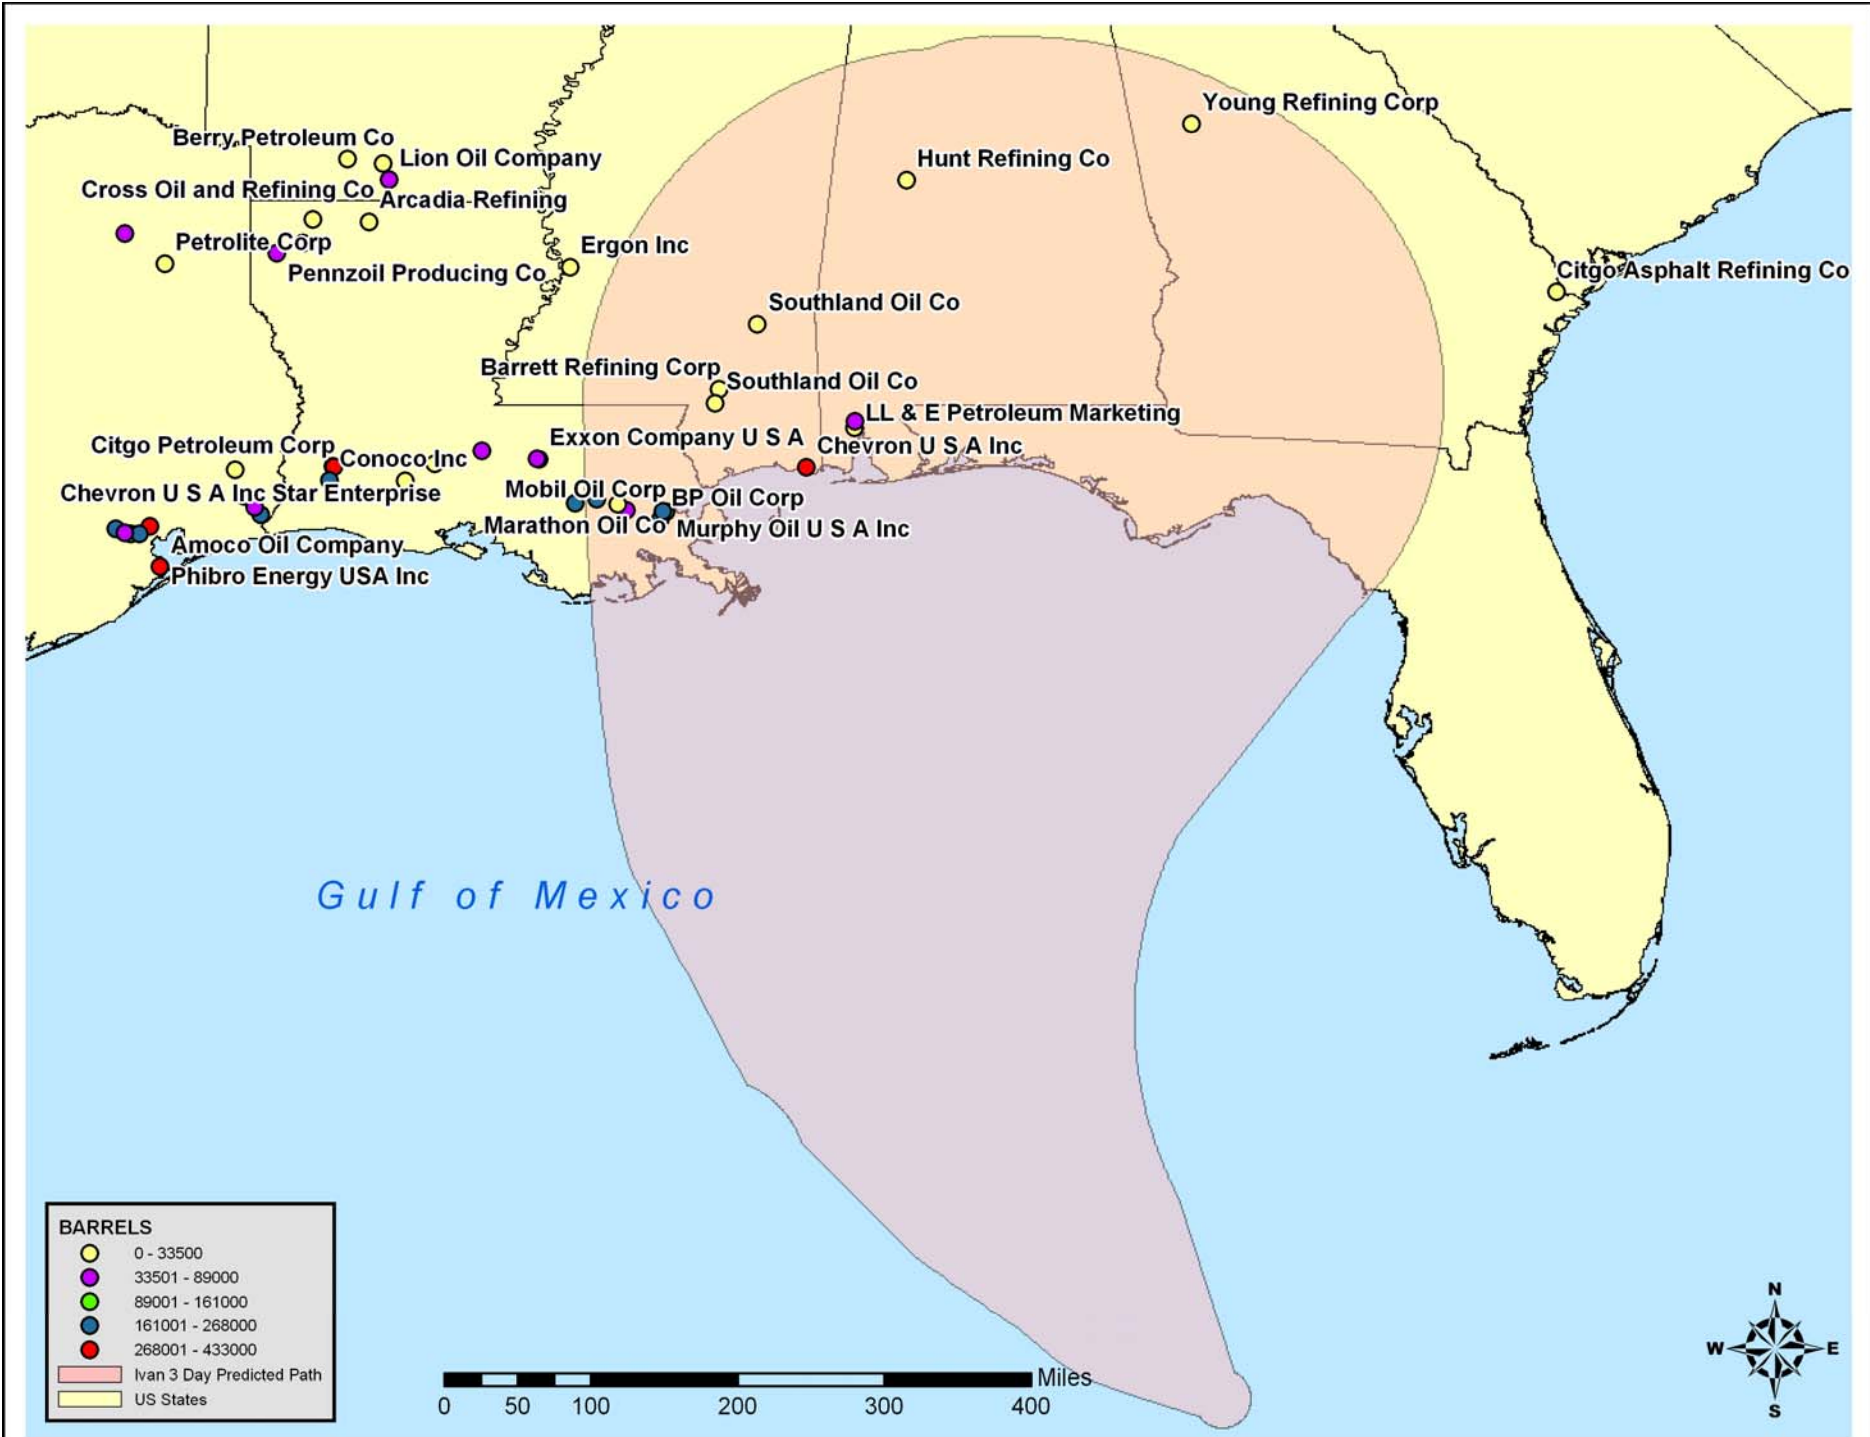 Young Refining Corp
Berry Petroleum Co
Lion Oil Company
Hunt Refining Co
Cross Oil and Refining Co
Arcadia Refining
Petrolite Corp
Ergon Inc
Pennzoil Producing Co
Citgo Asphalt Refining Co
Southland Oil Co
Barrett Refining Corp
Southland Oil Co
LL & E Petroleum Marketing
Exxon Company U S A
Chevron U S A Inc
Citgo Petroleum Corp
Conoco Inc
Chevron U S A Inc
Star Enterprise
Mobil Oil Corp
BP Oil Corp
Marathon Oil Co
Murphy Oil U S A Inc
Amoco Oil Company
Phibro Energy USA Inc
Gulf of Mexico
BARRELS
0 - 33500
33501 - 89000
89001 - 161000
161001 - 268000
268001 - 433000
Ivan 3 Day Predicted Path
US States
Miles
0 50 100 200 300 400
N
W E
S